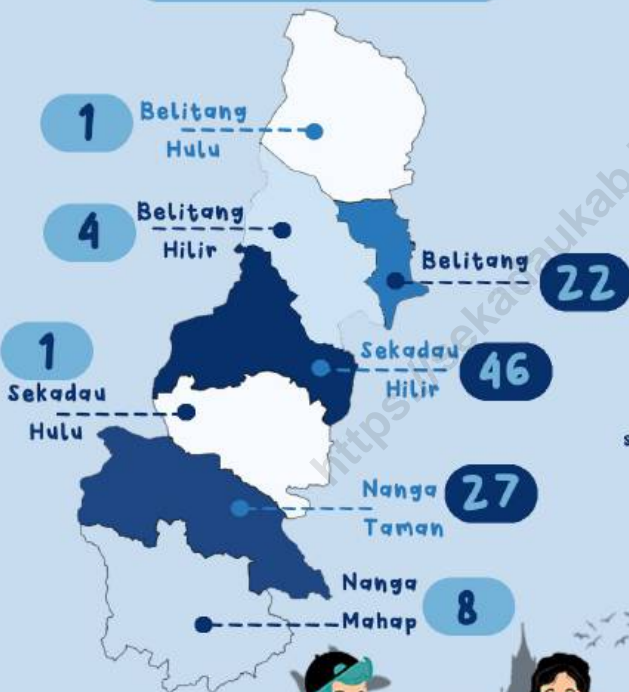 1
Belitang
Hulu
4
Belitang
Hilir
Belitang
22
1
Sekadau
Hulu
Sekadau
Hilir
46
Nanga
Taman
27
Nanga
Mahap
8